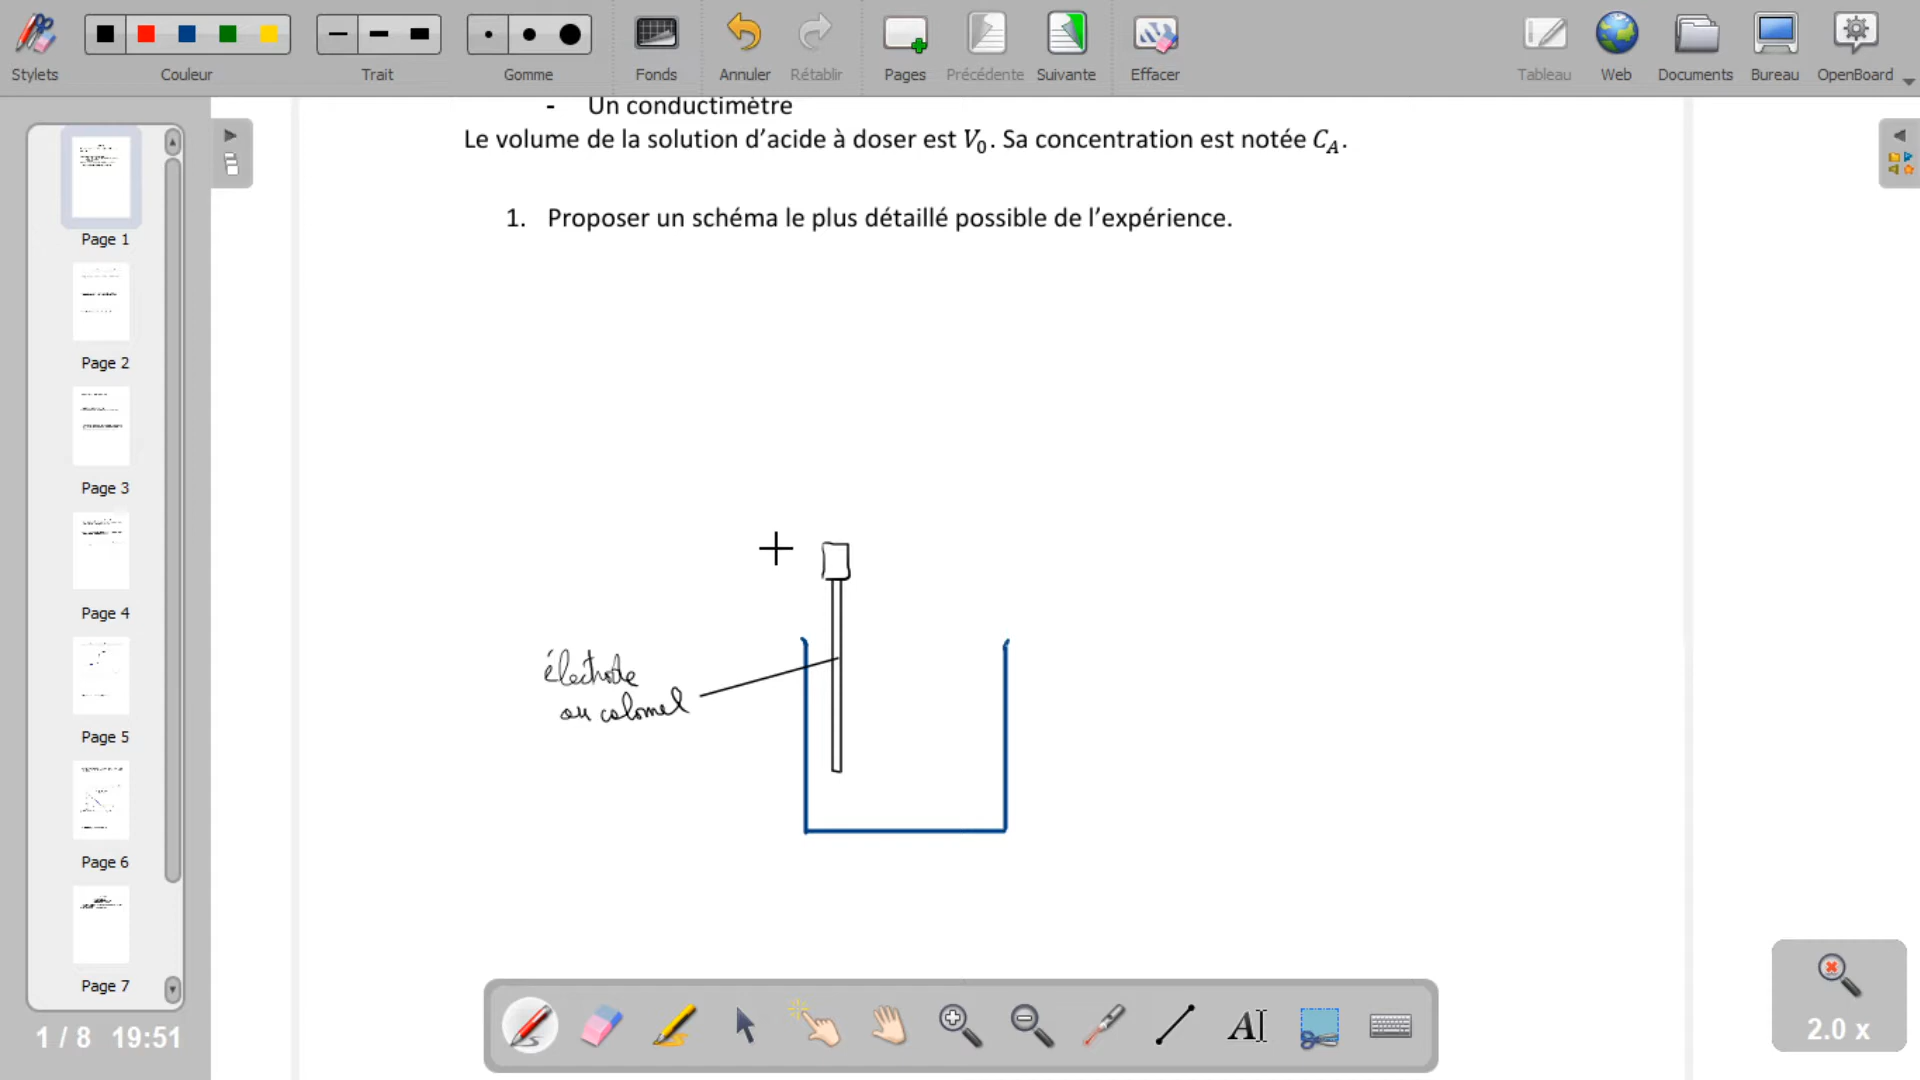 Stylets
Couleur
Trait
Gomme
Fonds
Annuler
Rétablir
Pages
Précédente
Suivante
Effacer
Tableau
Web
Documents
Bureau
OpenBoard
- Un conductimètre
Le volume de la solution d’acide à doser est V₀. Sa concentration est notée C_A.
1. Proposer un schéma le plus détaillé possible de l’expérience.
électrode
au calomel
Page 1
Page 2
Page 3
Page 4
Page 5
Page 6
Page 7
1 / 8 19:51
2.0 x